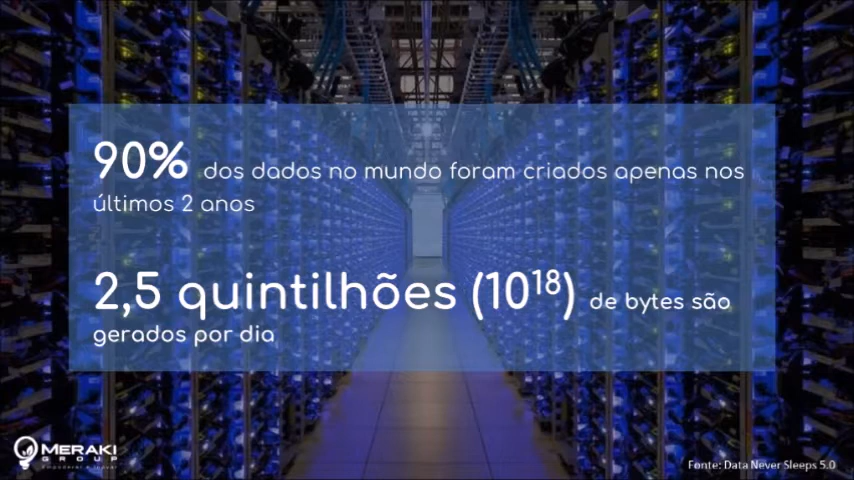 90% dos dados no mundo foram criados apenas nos
últimos 2 anos
2,5 quintilhões (10¹⁸) de bytes são
gerados por dia
MERAKI
GROUP
Fonte: Data Never Sleeps 5.0